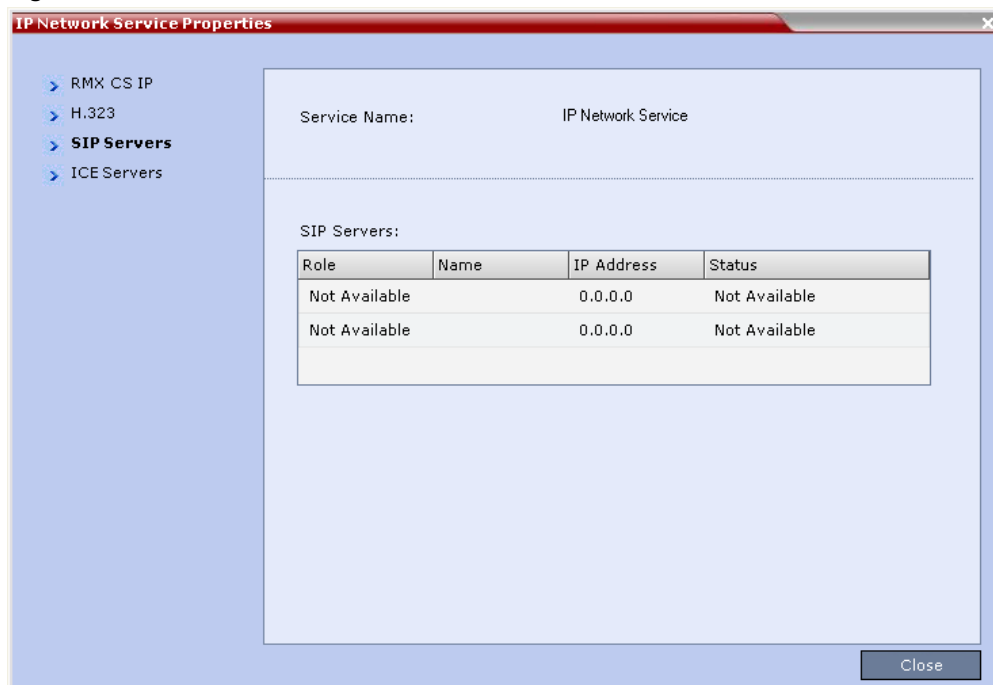 IP Network Service Properties
RMX CS IP
H.323
SIP Servers
ICE Servers
Service Name: IP Network Service
SIP Servers:
Role Name IP Address Status
Not Available 0.0.0.0 Not Available
Not Available 0.0.0.0 Not Available
Close